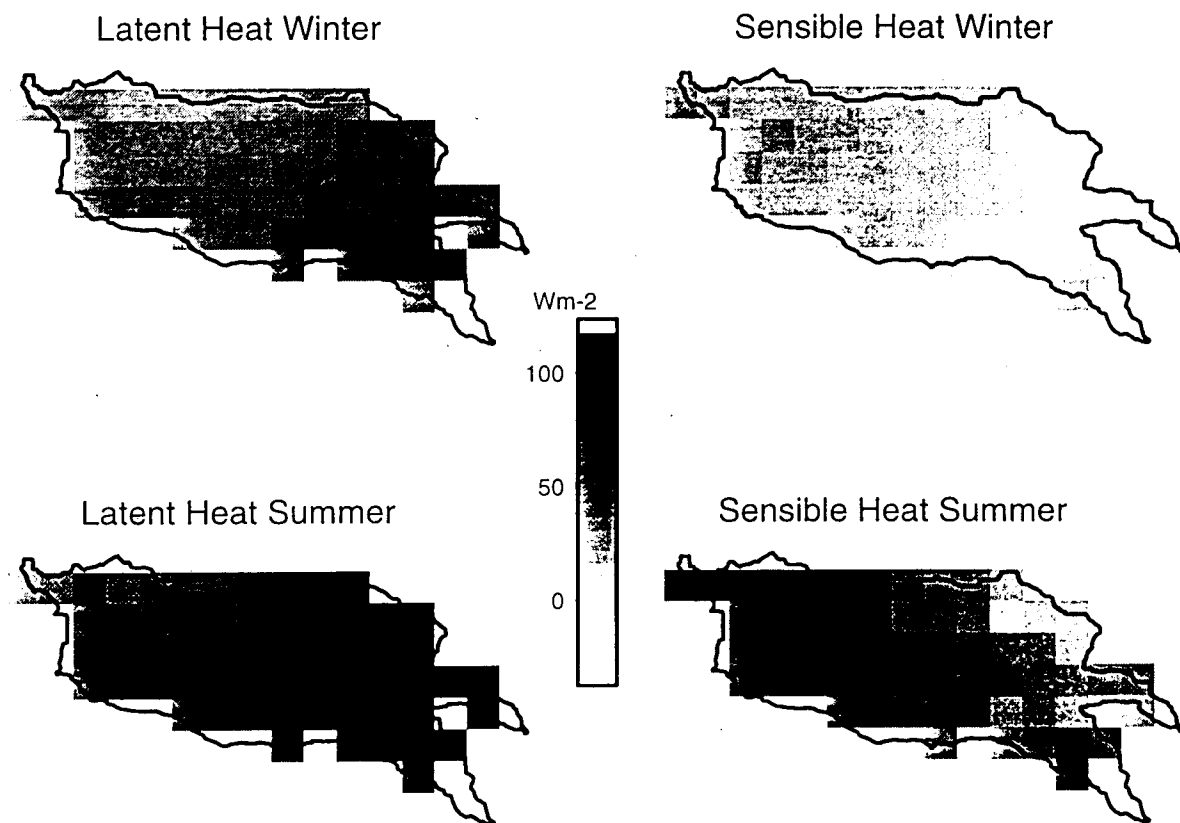 Latent Heat Winter
Sensible Heat Winter
Wm-2
100
50
0
Latent Heat Summer
Sensible Heat Summer